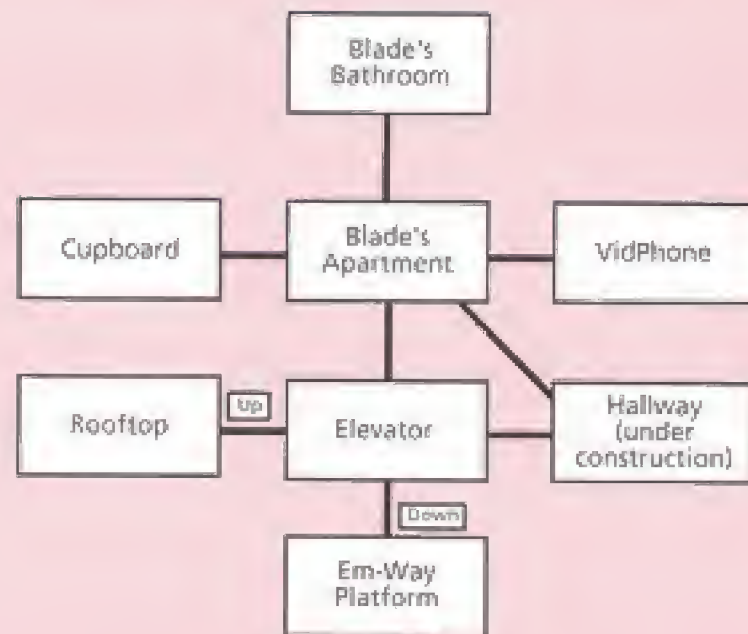 Blade's
Bathroom
Cupboard
Blade's
Apartment
VidPhone
Rooftop
Up
Elevator
Hallway
(under
construction)
Down
Em-Way
Platform